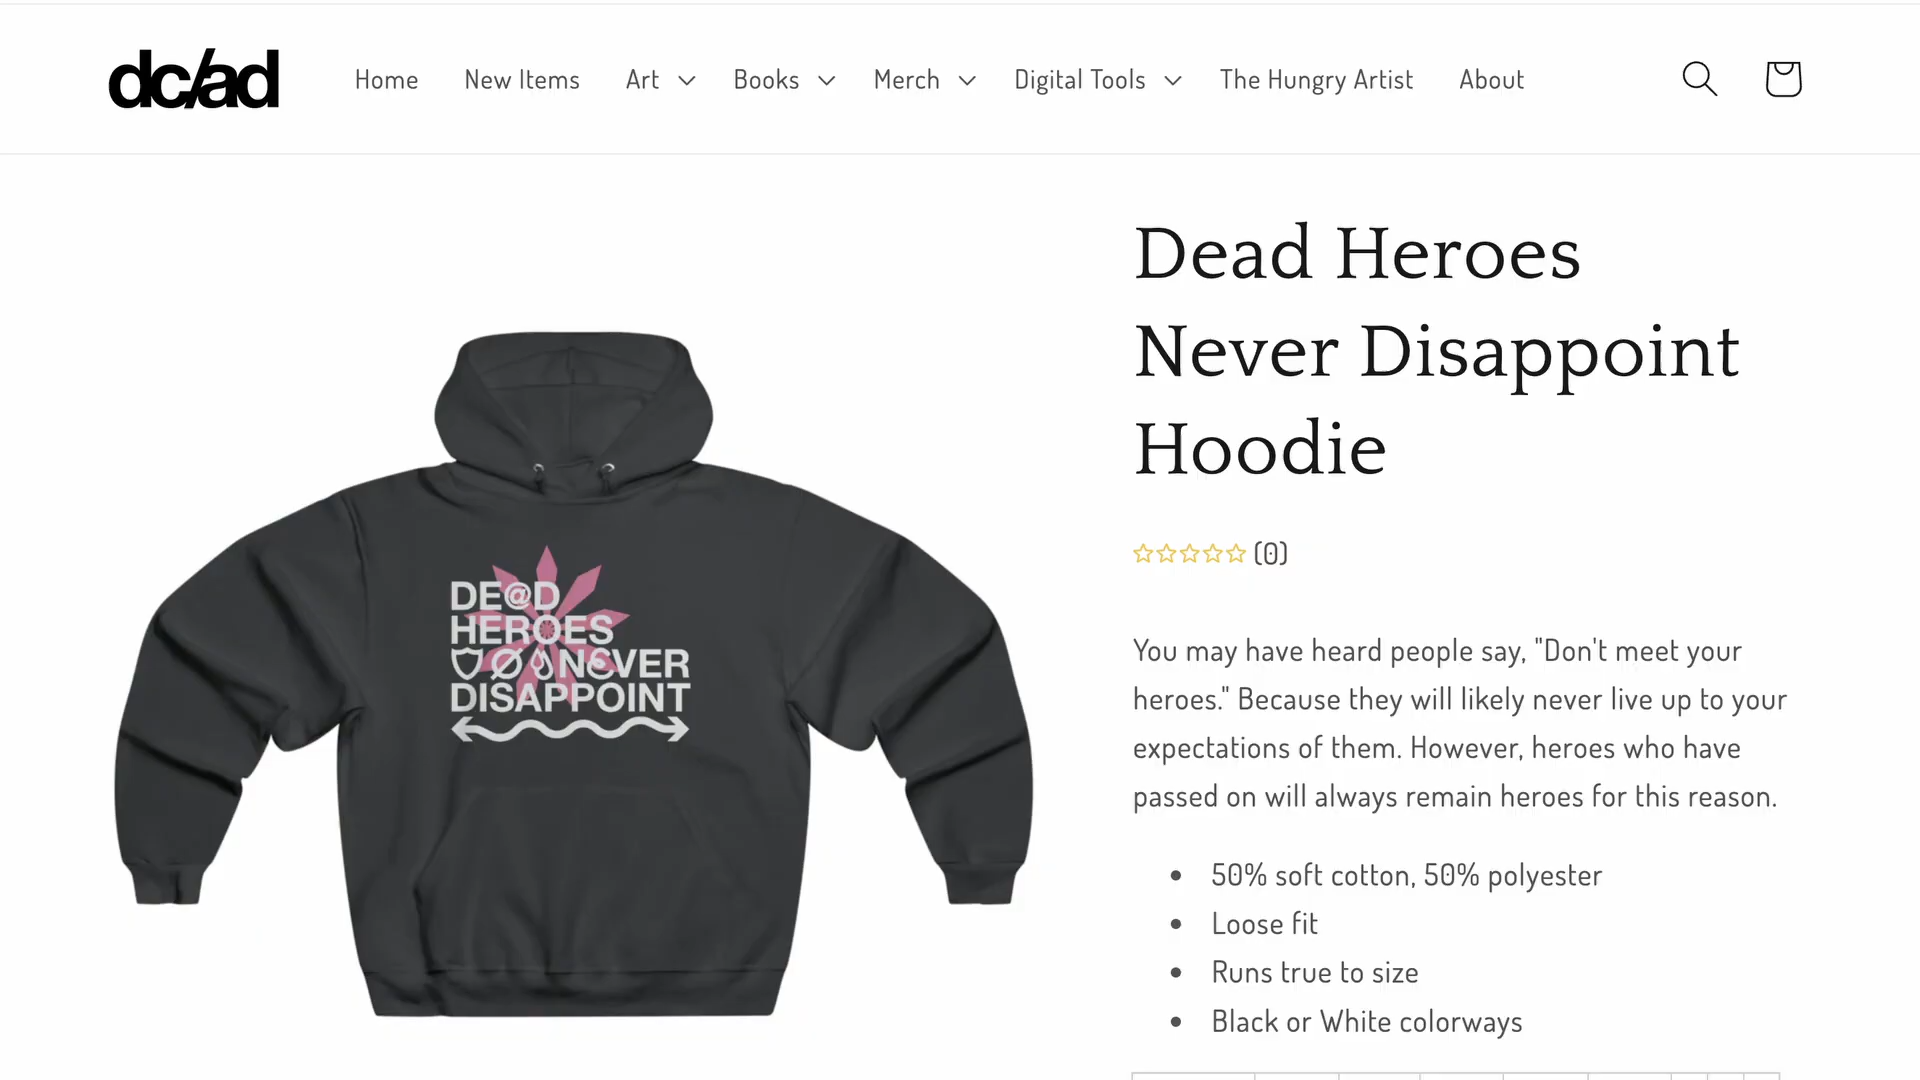 dc/ad
Home New Items Art Books Merch Digital Tools The Hungry Artist About
Dead Heroes
Never Disappoint
Hoodie
(0)
You may have heard people say, "Don't meet your
heroes." Because they will likely never live up to your
expectations of them. However, heroes who have
passed on will always remain heroes for this reason.
50% soft cotton, 50% polyester
Loose fit
Runs true to size
Black or White colorways
DE@D
HEROES
NEVER
DISAPPOINT